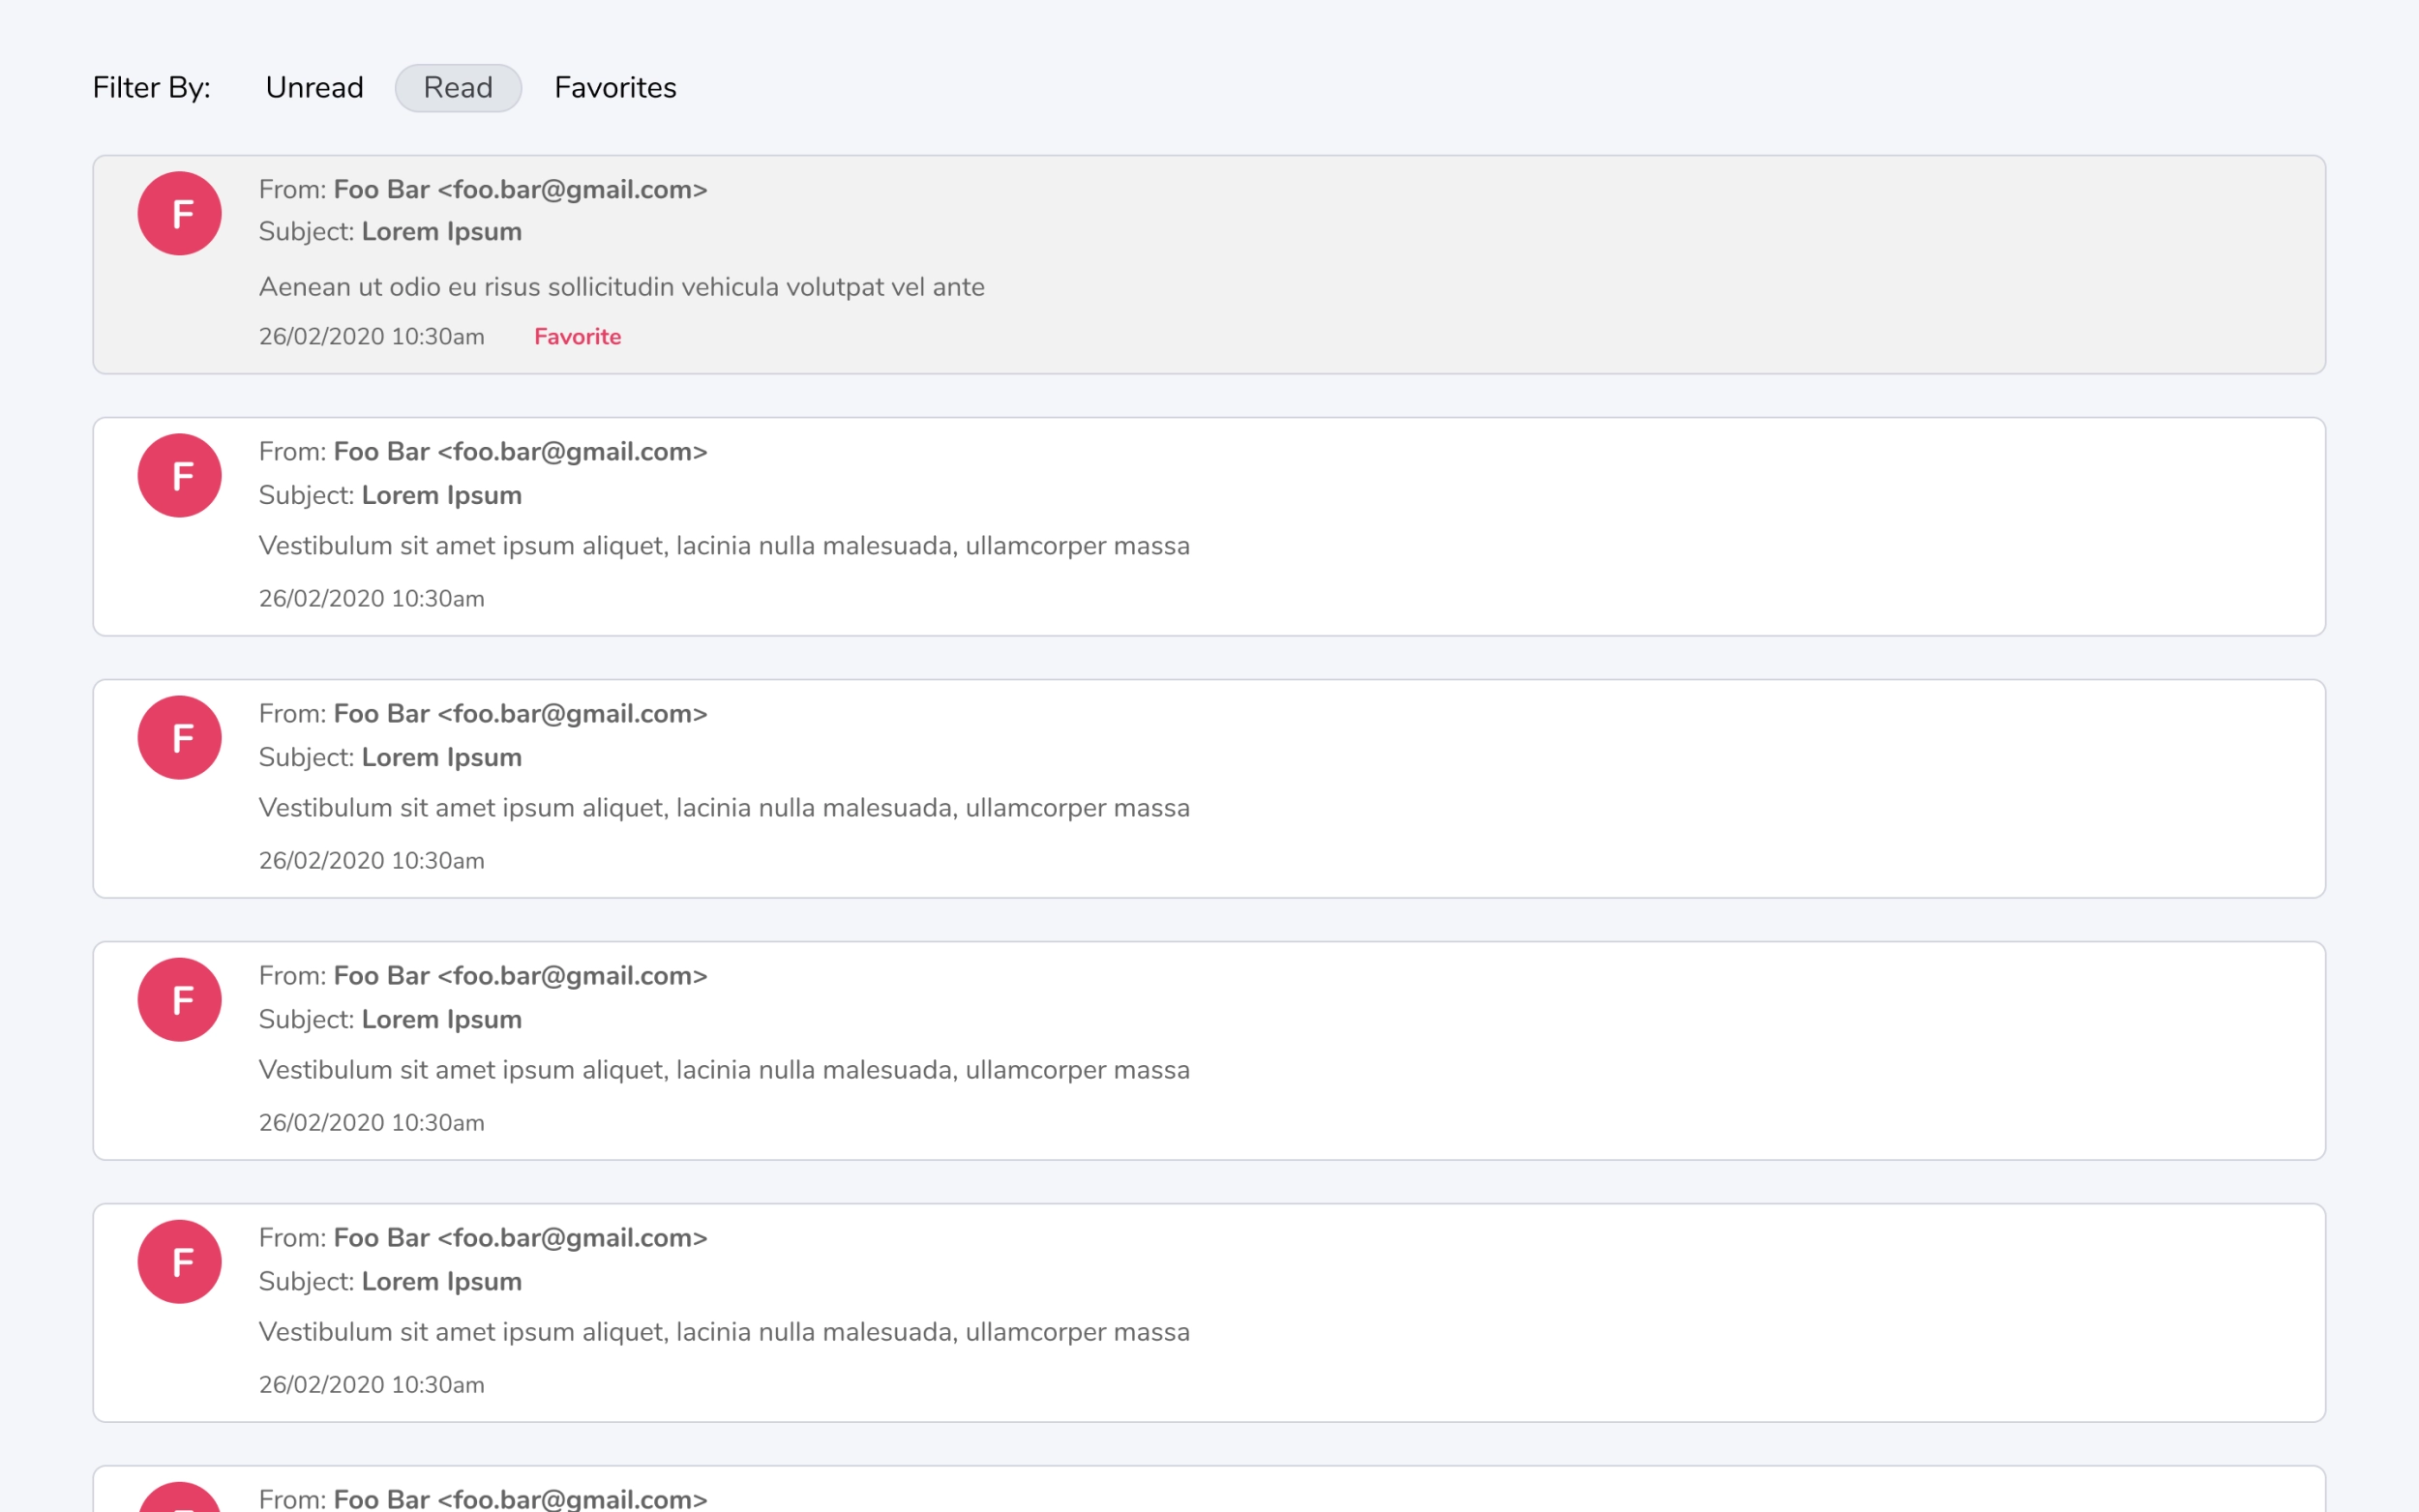 Filter By: Unread Read Favorites
F
From: Foo Bar <foo.bar@gmail.com>
Subject: Lorem Ipsum
Aenean ut odio eu risus sollicitudin vehicula volutpat vel ante
26/02/2020 10:30am Favorite
F
From: Foo Bar <foo.bar@gmail.com>
Subject: Lorem Ipsum
Vestibulum sit amet ipsum aliquet, lacinia nulla malesuada, ullamcorper massa
26/02/2020 10:30am
F
From: Foo Bar <foo.bar@gmail.com>
Subject: Lorem Ipsum
Vestibulum sit amet ipsum aliquet, lacinia nulla malesuada, ullamcorper massa
26/02/2020 10:30am
F
From: Foo Bar <foo.bar@gmail.com>
Subject: Lorem Ipsum
Vestibulum sit amet ipsum aliquet, lacinia nulla malesuada, ullamcorper massa
26/02/2020 10:30am
F
From: Foo Bar <foo.bar@gmail.com>
Subject: Lorem Ipsum
Vestibulum sit amet ipsum aliquet, lacinia nulla malesuada, ullamcorper massa
26/02/2020 10:30am
From: Foo Bar <foo.bar@gmail.com>